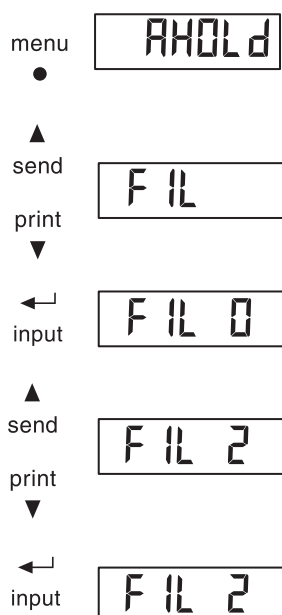 menu
AHOLd
send
FIL
print
input
FIL 0
send
FIL 2
print
input
FIL 2